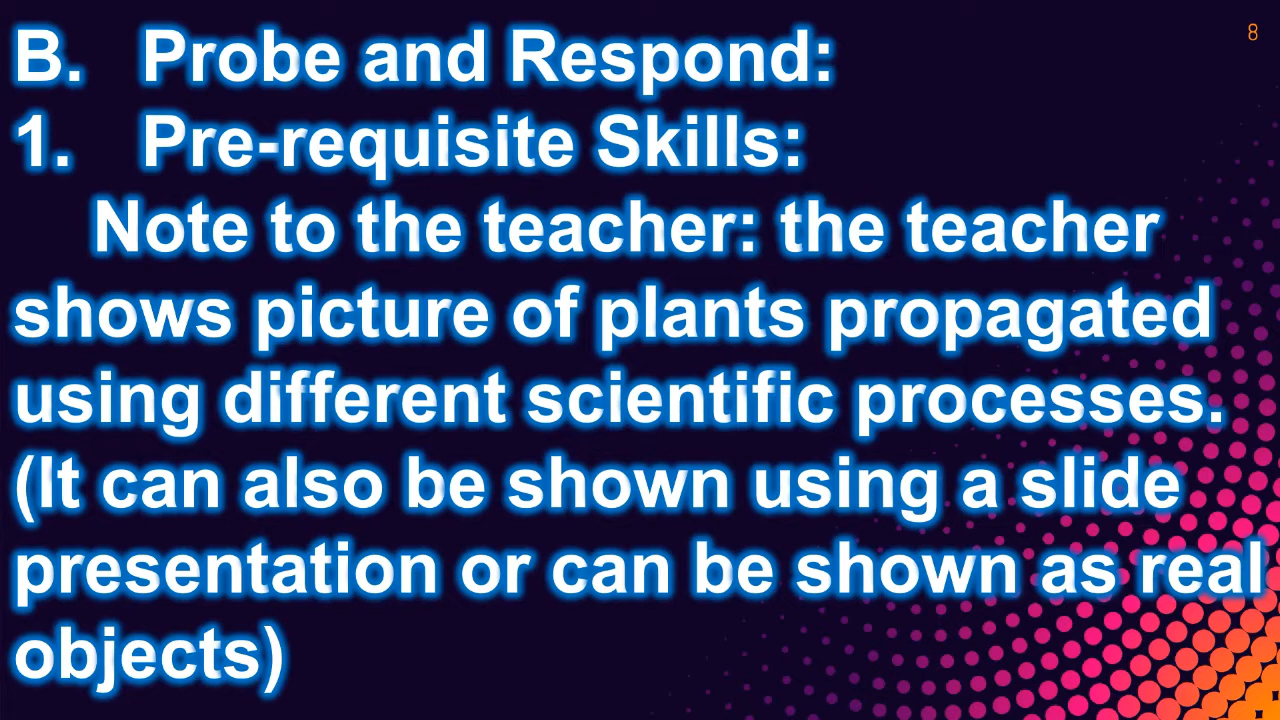 8
B. Probe and Respond:
1. Pre-requisite Skills:
Note to the teacher: the teacher
shows picture of plants propagated
using different scientific processes.
(It can also be shown using a slide
presentation or can be shown as real
objects)